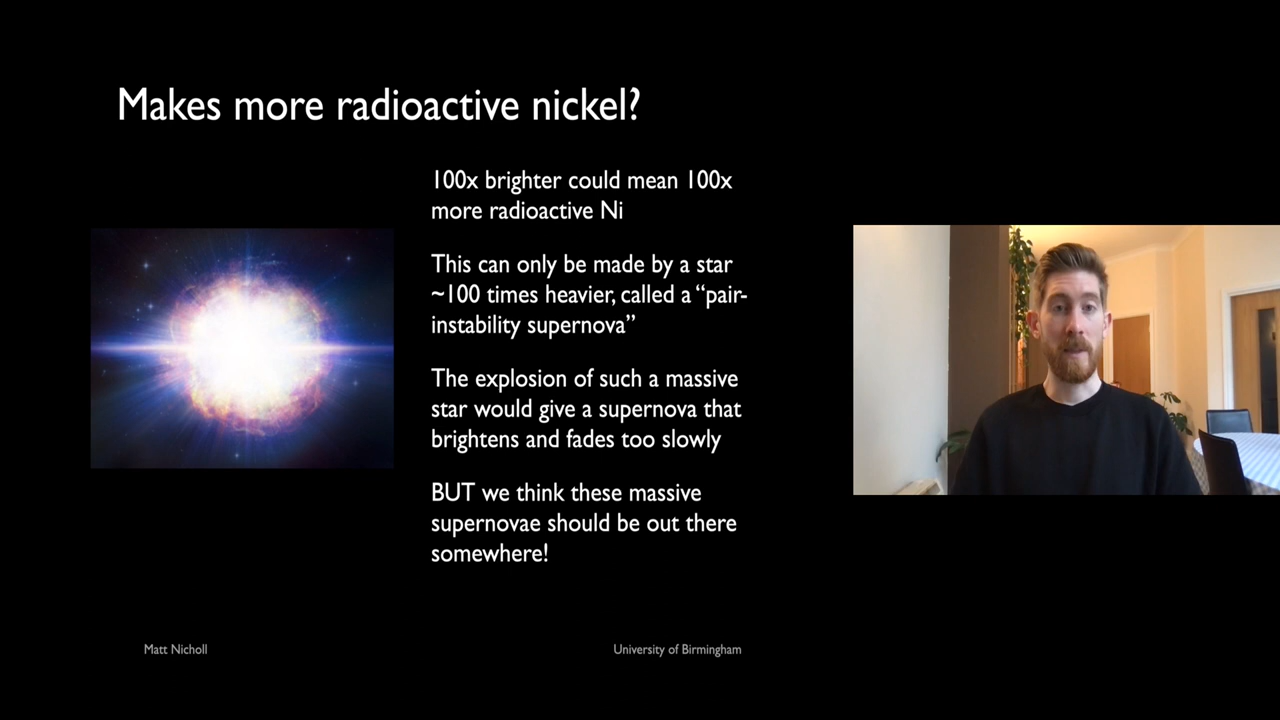 Makes more radioactive nickel?
100x brighter could mean 100x
more radioactive Ni
This can only be made by a star
~100 times heavier, called a “pair-
instability supernova”
The explosion of such a massive
star would give a supernova that
brightens and fades too slowly
BUT we think these massive
supernovae should be out there
somewhere!
Matt Nicholl
University of Birmingham